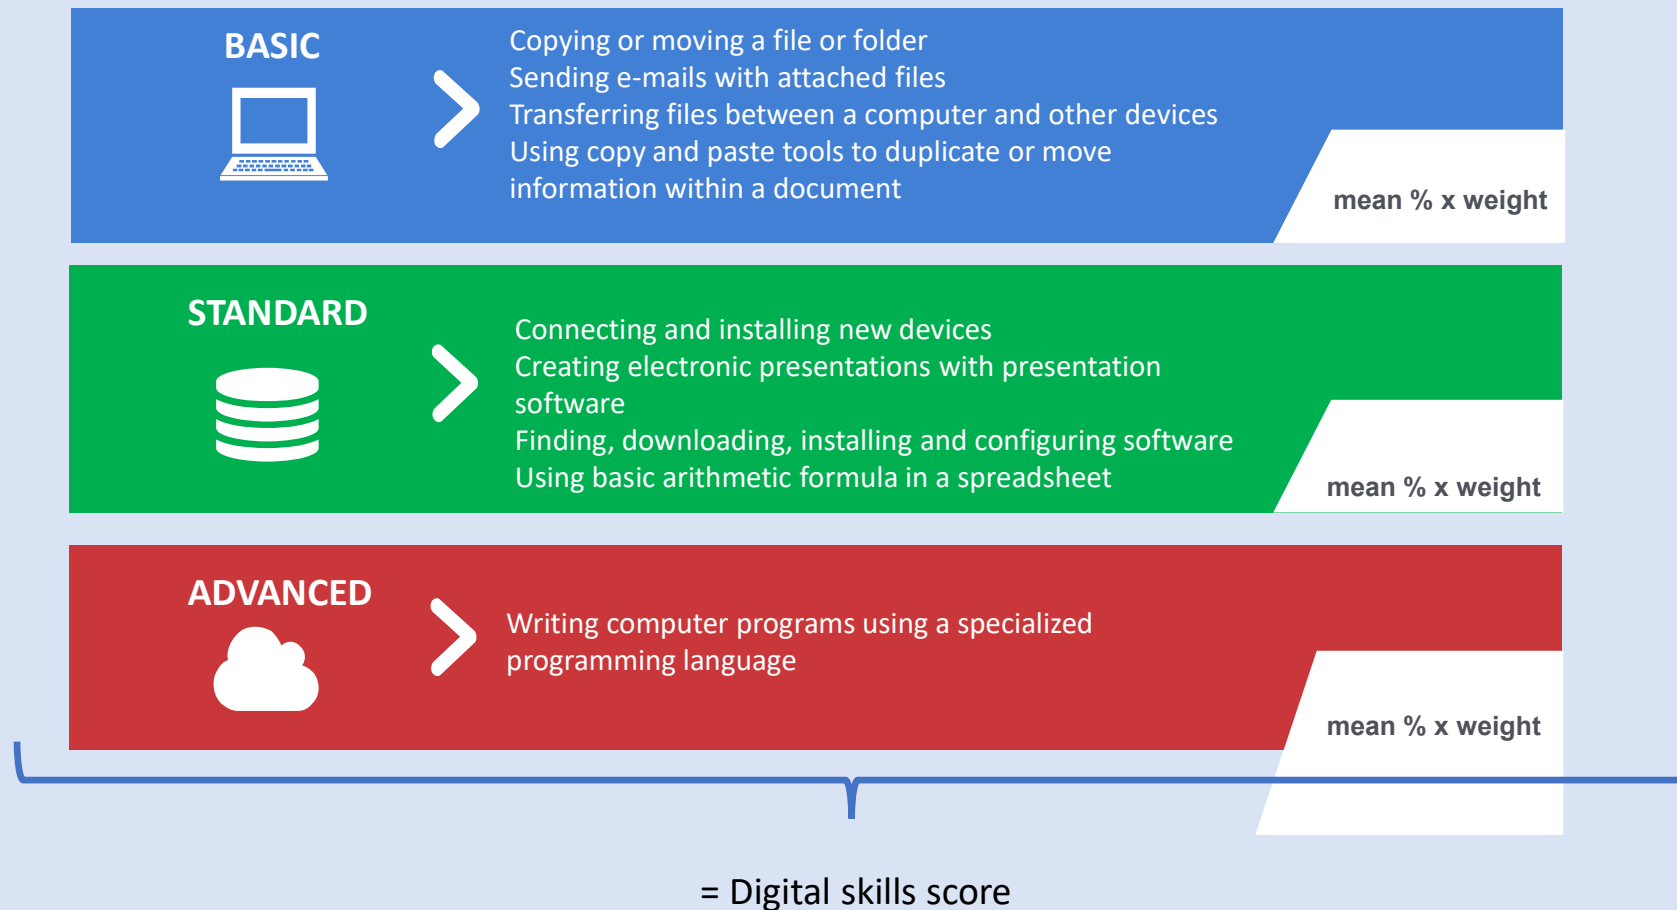 BASIC
Copying or moving a file or folder
Sending e-mails with attached files
Transferring files between a computer and other devices
Using copy and paste tools to duplicate or move
information within a document
mean % x weight
STANDARD
Connecting and installing new devices
Creating electronic presentations with presentation
software
Finding, downloading, installing and configuring software
Using basic arithmetic formula in a spreadsheet
mean % x weight
ADVANCED
Writing computer programs using a specialized
programming language
mean % x weight
= Digital skills score